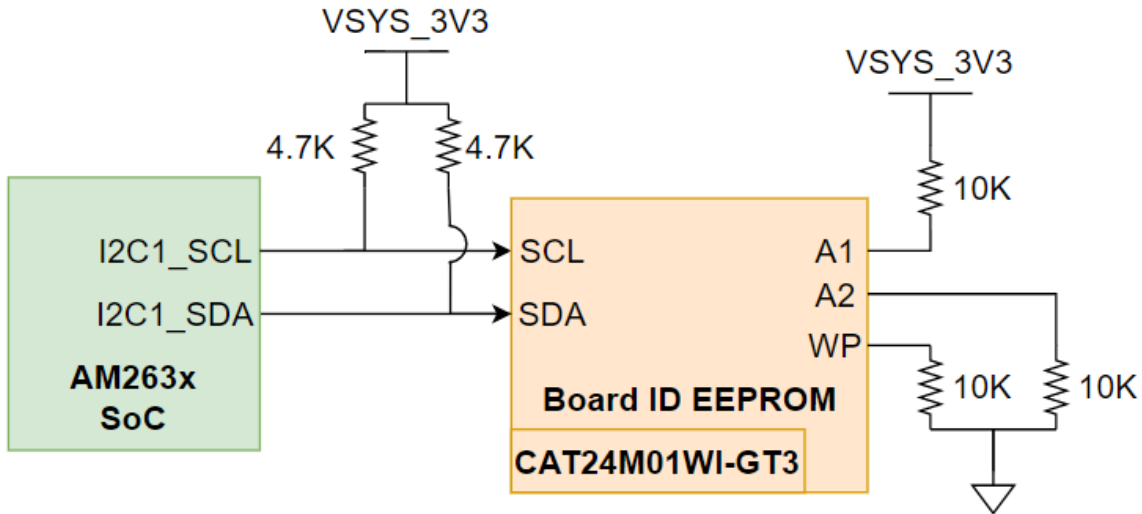 VSYS_3V3
VSYS_3V3
4.7K
4.7K
10K
I2C1_SCL
SCL
A1
A2
I2C1_SDA
SDA
WP
AM263x
SoC
Board ID EEPROM
10K
10K
CAT24M01WI-GT3